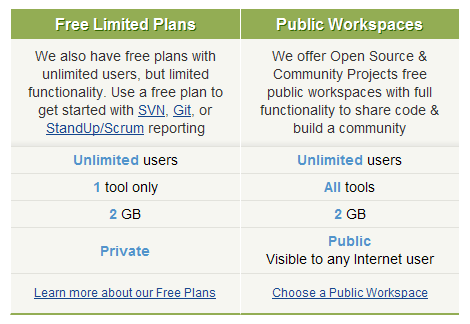 Free Limited Plans
We also have free plans with
unlimited users, but limited
functionality. Use a free plan to
get started with SVN, Git, or
StandUp/Scrum reporting
Unlimited users
1 tool only
2 GB
Private
Learn more about our Free Plans
Public Workspaces
We offer Open Source &
Community Projects free
public workspaces with full
functionality to share code &
build a community
Unlimited users
All tools
2 GB
Public
Visible to any Internet user
Choose a Public Workspace